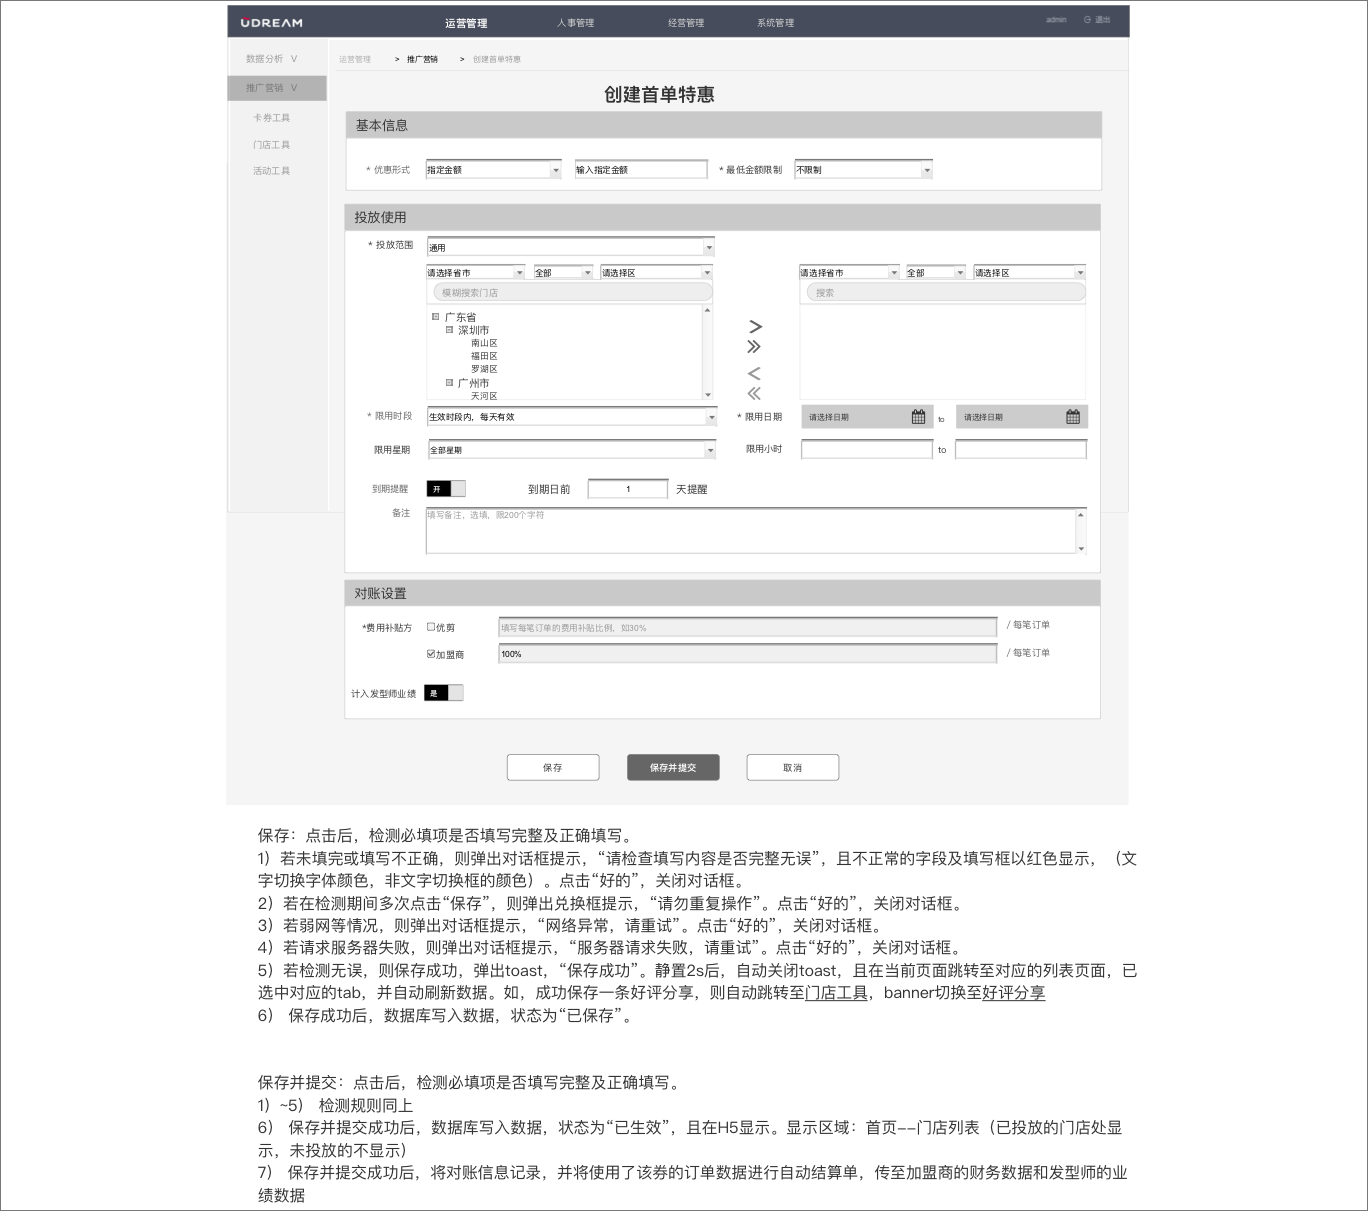 UDREAM 运营管理 人事管理 经营管理 系统管理 admin 退出
数据分析 V 运营管理 > 推广营销 > 创建首单特惠
推广营销 V
卡券工具
门店工具
活动工具
创建首单特惠
基本信息
* 优惠形式 指定金额 输入指定金额 * 最低金额限制 不限制
投放使用
* 投放范围 通用
请选择省市 全部 请选择区 请选择省市 全部 请选择区
模糊搜索门店 搜索
广东省
深圳市
南山区
福田区
罗湖区
广州市
天河区
* 限用时段 生效时段内，每天有效 * 限用日期 请选择日期 to 请选择日期
限用星期 全部星期 限用小时 to
到期提醒 开 到期日前 1 天提醒
备注 填写备注，选填，限200个字符
对账设置
*费用补贴方 优剪 填写每笔订单的费用补贴比例，如30% / 每笔订单
加盟商 100% / 每笔订单
计入发型师业绩 是
保存 保存并提交 取消
保存：点击后，检测必填项是否填写完整及正确填写。
1）若未填完或填写不正确，则弹出对话框提示，“请检查填写内容是否完整无误”，且不正常的字段及填写框以红色显示，（文
字切换字体颜色，非文字切换框的颜色）。点击“好的”，关闭对话框。
2）若在检测期间多次点击“保存”，则弹出兑换框提示，“请勿重复操作”。点击“好的”，关闭对话框。
3）若弱网等情况，则弹出对话框提示，“网络异常，请重试”。点击“好的”，关闭对话框。
4）若请求服务器失败，则弹出对话框提示，“服务器请求失败，请重试”。点击“好的”，关闭对话框。
5）若检测无误，则保存成功，弹出toast，“保存成功”。静置2s后，自动关闭toast，且在当前页面跳转至对应的列表页面，已
选中对应的tab，并自动刷新数据。如，成功保存一条好评分享，则自动跳转至门店工具，banner切换至好评分享
6） 保存成功后，数据库写入数据，状态为“已保存”。
保存并提交：点击后，检测必填项是否填写完整及正确填写。
1）~5） 检测规则同上
6） 保存并提交成功后，数据库写入数据，状态为“已生效”，且在H5显示。显示区域：首页--门店列表（已投放的门店处显
示，未投放的不显示）
7） 保存并提交成功后，将对账信息记录，并将使用了该券的订单数据进行自动结算单，传至加盟商的财务数据和发型师的业
绩数据